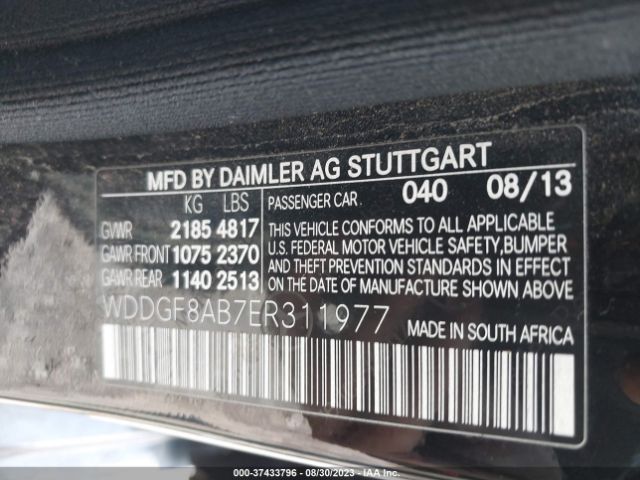 MFD BY DAIMLER AG STUTTGART
KG LBS
GVWR 2185 4817
GAWR FRONT 1075 2370
GAWR REAR 1140 2513
PASSENGER CAR 040 08/13
THIS VEHICLE CONFORMS TO ALL APPLICABLE
U.S. FEDERAL MOTOR VEHICLE SAFETY, BUMPER
AND THEFT PREVENTION STANDARDS IN EFFECT
ON THE DATE OF MANUFACTURE SHOWN ABOVE.
WDDGF8AB7ER311977
MADE IN SOUTH AFRICA
000-37433796 - 08/30/2023 - IAA Inc.